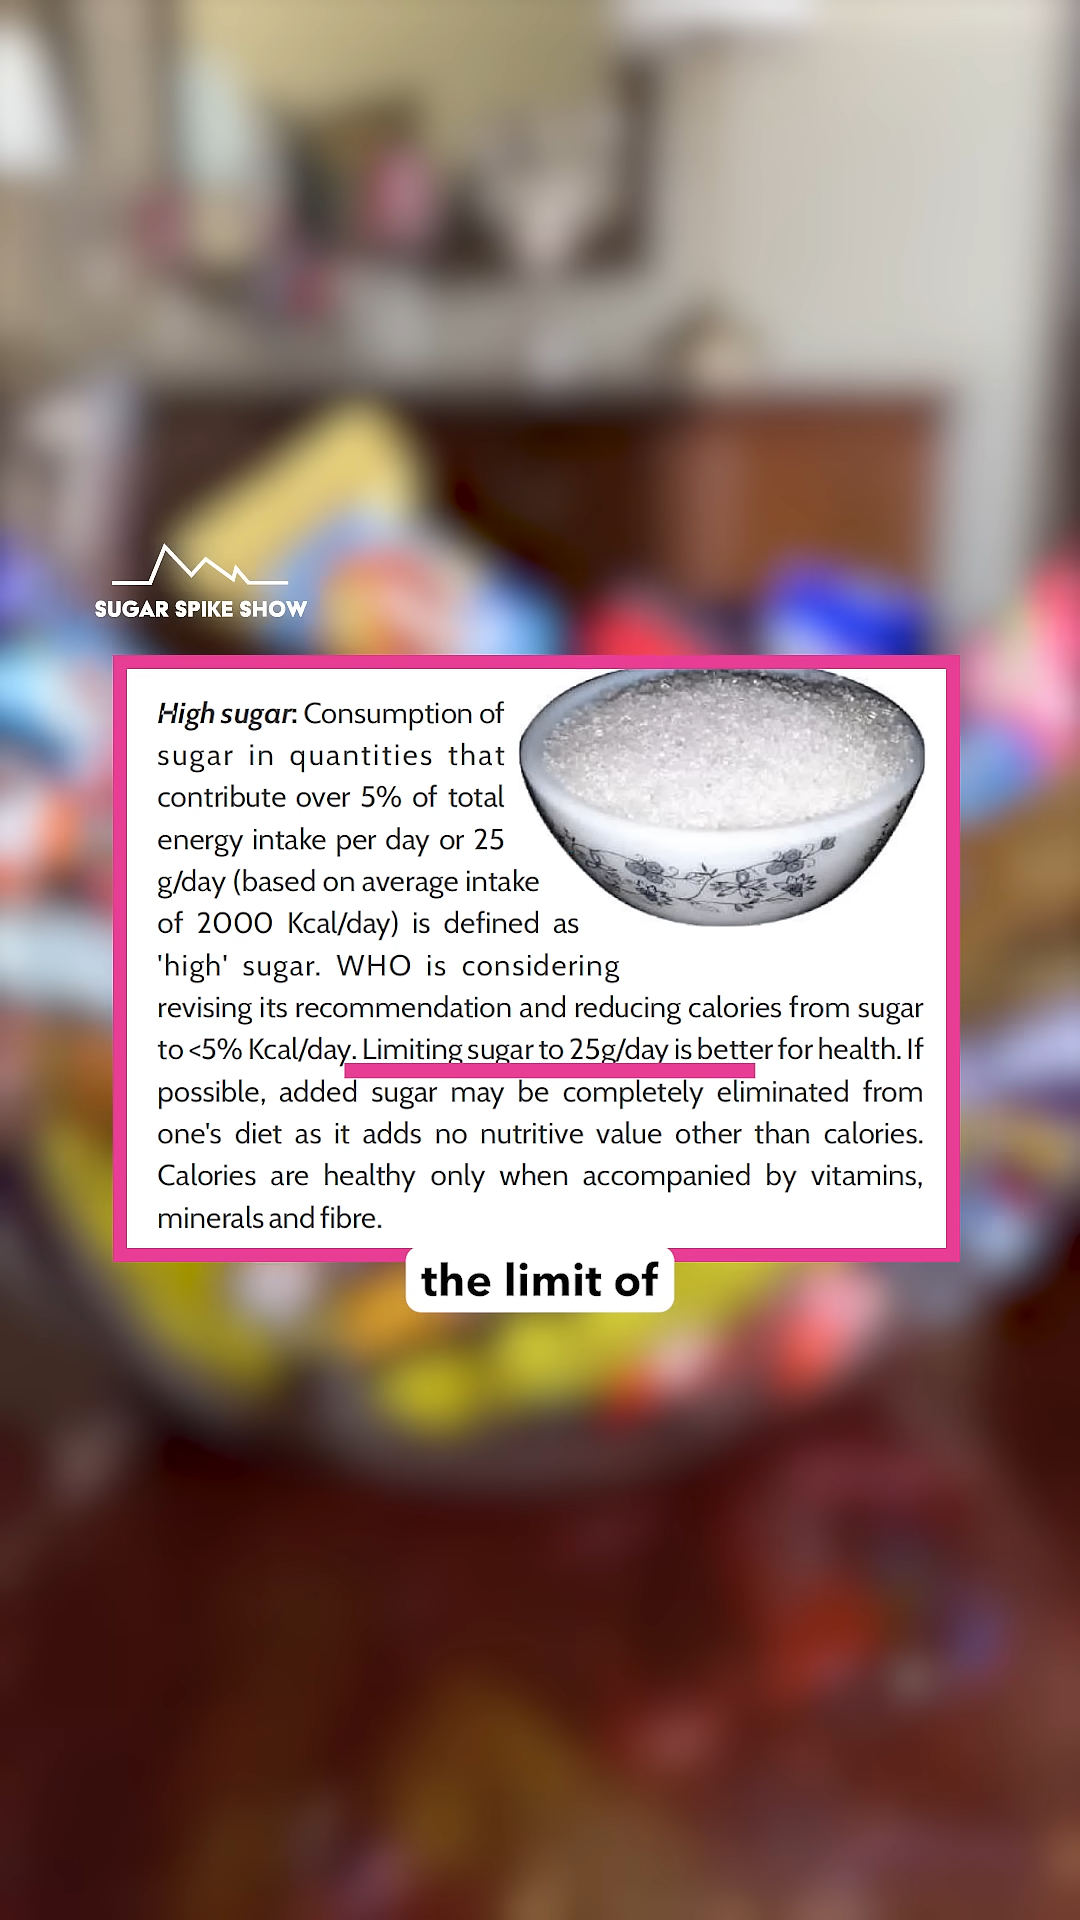 SUGAR SPIKE SHOW
High sugar: Consumption of
sugar in quantities that
contribute over 5% of total
energy intake per day or 25
g/day (based on average intake
of 2000 Kcal/day) is defined as
'high' sugar. WHO is considering
revising its recommendation and reducing calories from sugar
to <5% Kcal/day. Limiting sugar to 25g/day is better for health. If
possible, added sugar may be completely eliminated from
one's diet as it adds no nutritive value other than calories.
Calories are healthy only when accompanied by vitamins,
minerals and fibre.
the limit of